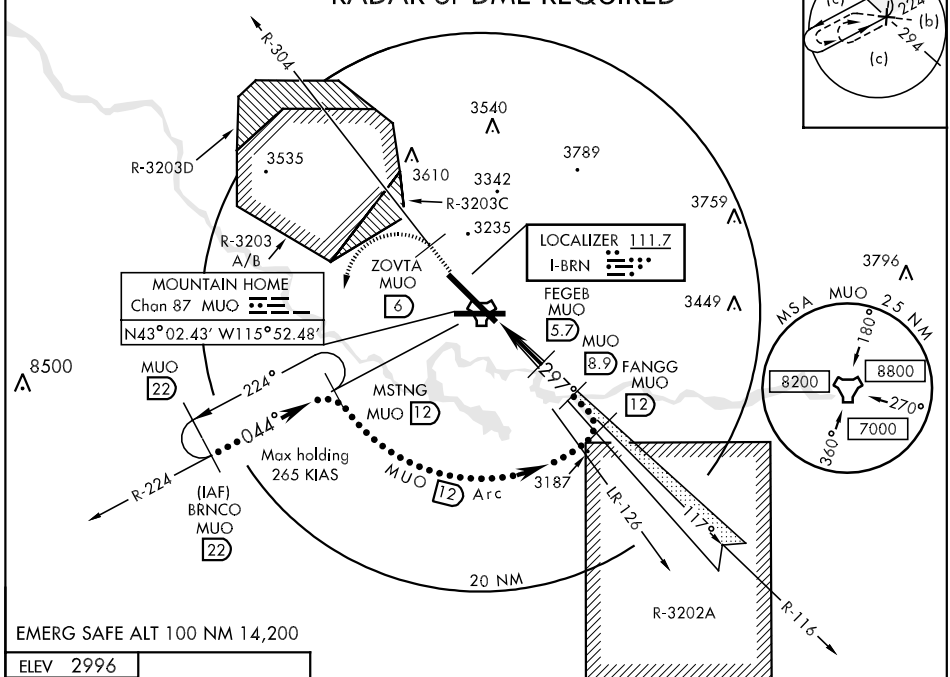 RADAR or DME REQUIRED
(c)
224
(b)
294
(c)
R-304
3540
R-3203D
3535
3610
3342
3789
R-3203C
3759
3235
R-3203
A/B
LOCALIZER 111.7
I-BRN
ZOVTA
MUO
6
MOUNTAIN HOME
Chan 87 MUO
N43°02.43' W115°52.48'
3796
FEGEB
MUO
5.7
3449
MSA MUO 25 NM
180°
8200
8800
270°
7000
360°
MUO
8.9
297°
FANGG
MUO
12
8500
MUO
22
224°
MSTNG
MUO 12
044°
Max holding
265 KIAS
MUO 12 Arc
3187
R-224
(IAF)
BRNCO
MUO
22
LR-126
117°
20 NM
R-3202A
R-116
EMERG SAFE ALT 100 NM 14,200
ELEV 2996